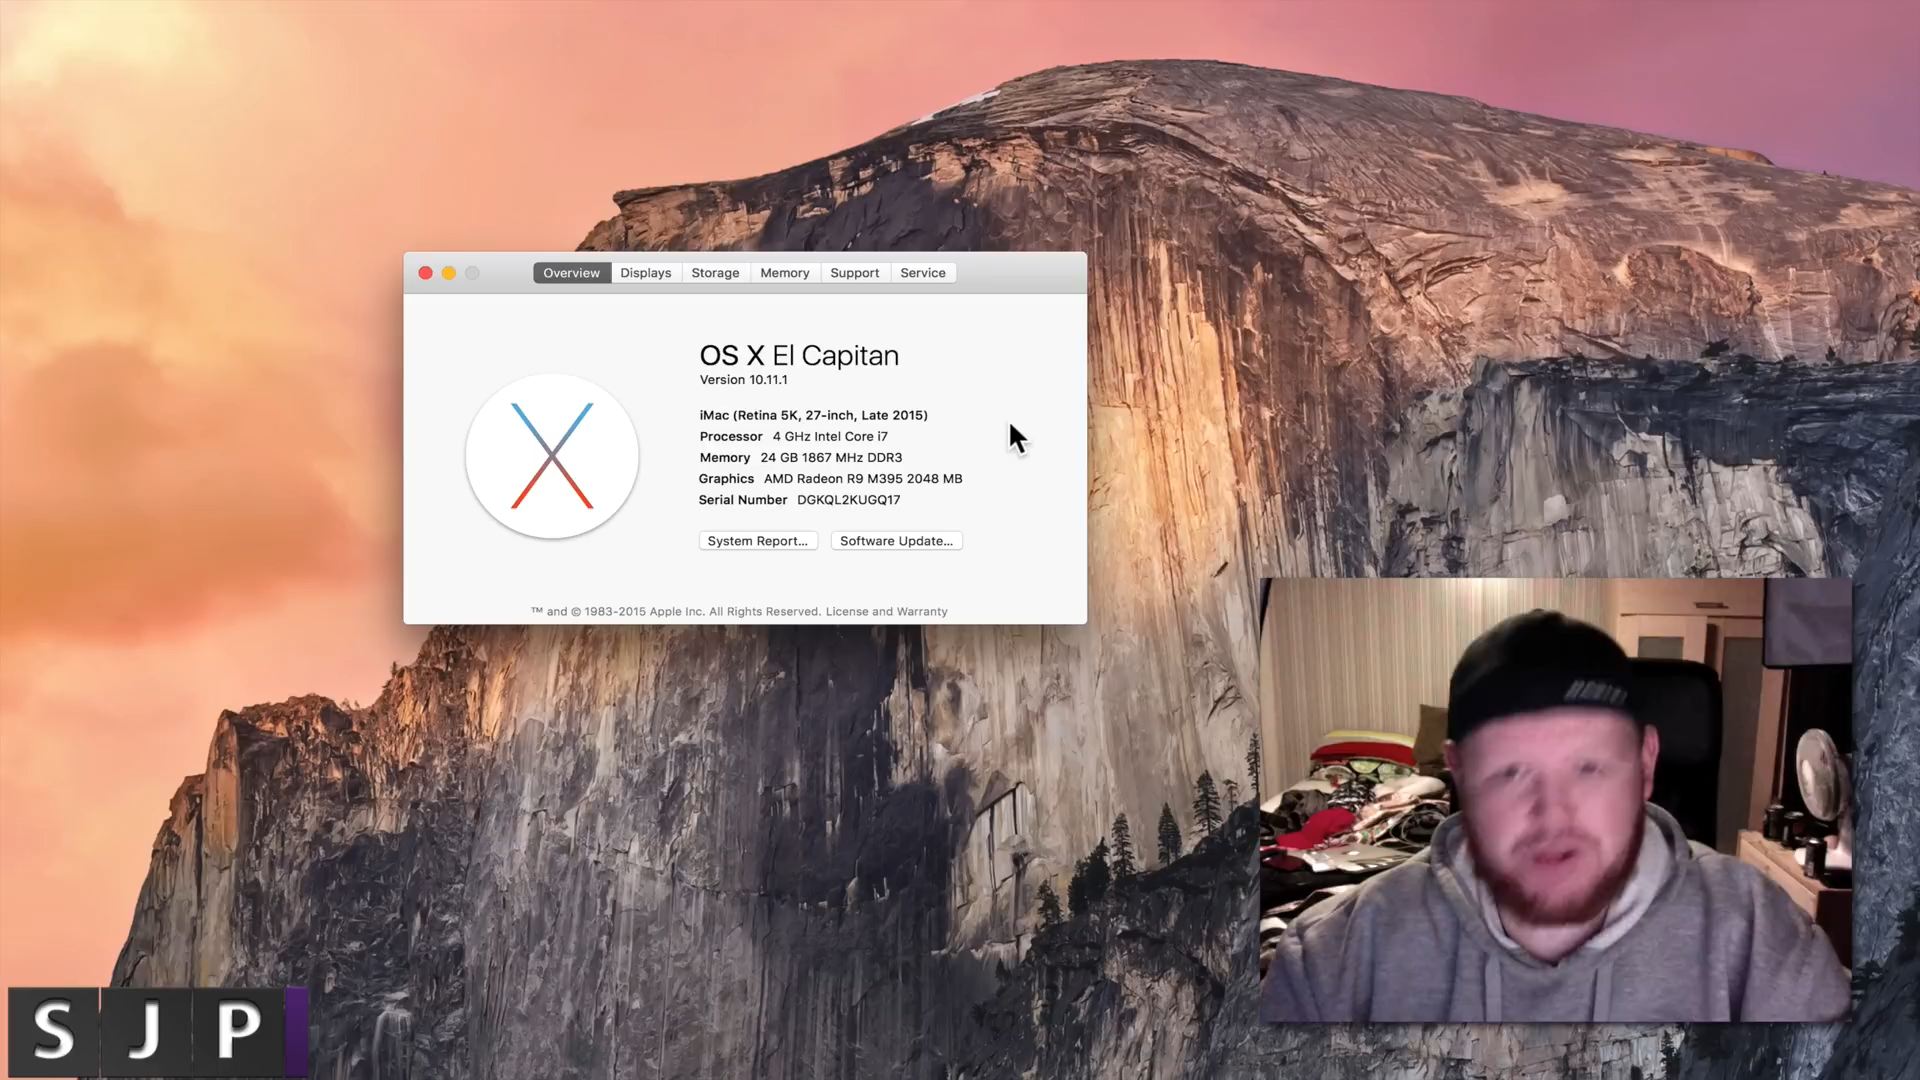 Overview Displays Storage Memory Support Service
OS X El Capitan
Version 10.11.1
iMac (Retina 5K, 27-inch, Late 2015)
Processor 4 GHz Intel Core i7
Memory 24 GB 1867 MHz DDR3
Graphics AMD Radeon R9 M395 2048 MB
Serial Number DGKQL2KUGQ17
System Report... Software Update...
™ and © 1983-2015 Apple Inc. All Rights Reserved. License and Warranty
S J P